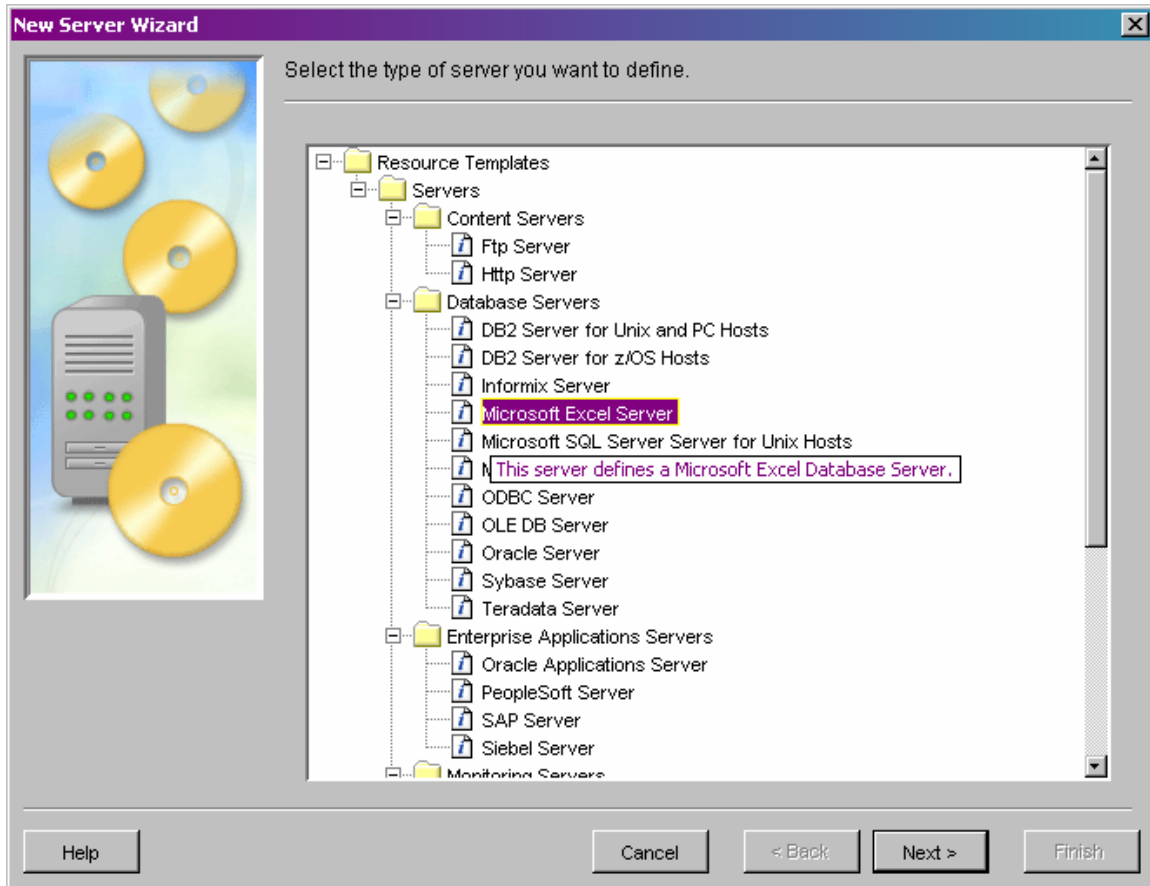 New Server Wizard
Select the type of server you want to define.
Resource Templates
Servers
Content Servers
Ftp Server
Http Server
Database Servers
DB2 Server for Unix and PC Hosts
DB2 Server for z/OS Hosts
Informix Server
Microsoft Excel Server
Microsoft SQL Server Server for Unix Hosts
This server defines a Microsoft Excel Database Server.
ODBC Server
OLE DB Server
Oracle Server
Sybase Server
Teradata Server
Enterprise Applications Servers
Oracle Applications Server
PeopleSoft Server
SAP Server
Siebel Server
Monitoring Servers
Help Cancel < Back Next > Finish